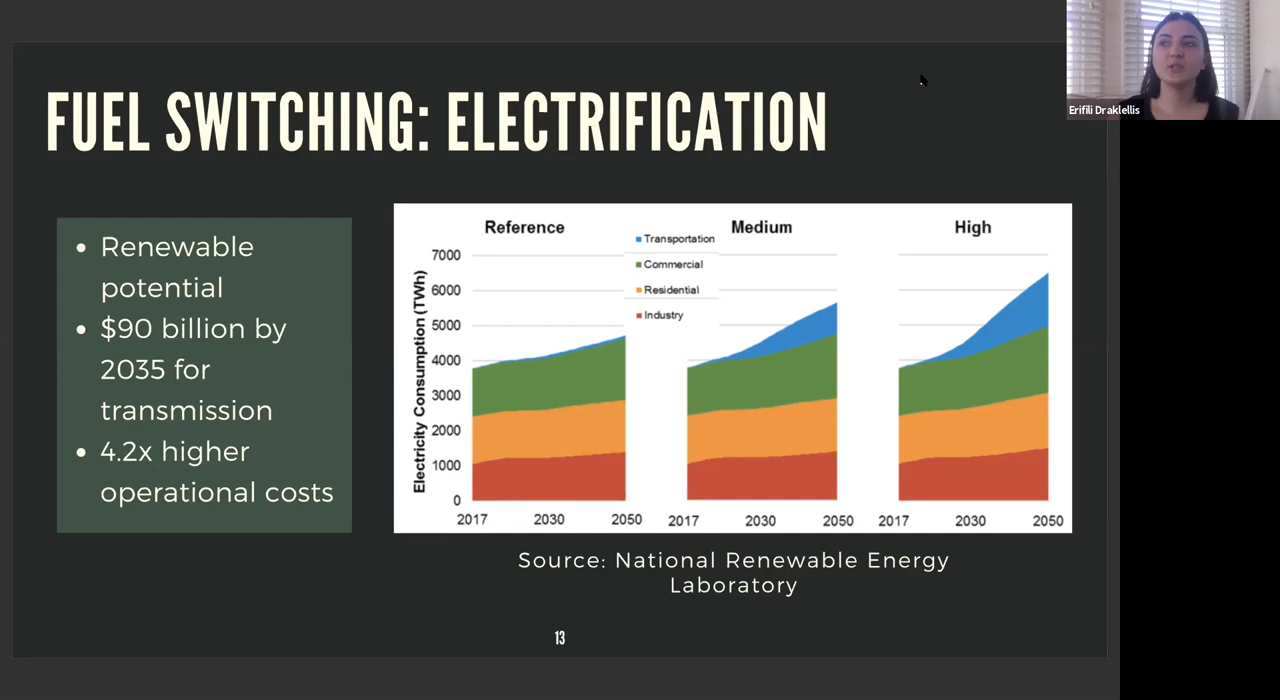 FUEL SWITCHING: ELECTRIFICATION
Erifili Draklellis
• Renewable
potential
• $90 billion by
2035 for
transmission
• 4.2x higher
operational costs
Reference
Medium
High
Transportation
Commercial
Residential
Industry
Electricity Consumption (TWh)
7000
6000
5000
4000
3000
2000
1000
0
2017 2030 2050
2017 2030 2050
2017 2030 2050
Source: National Renewable Energy
Laboratory
13